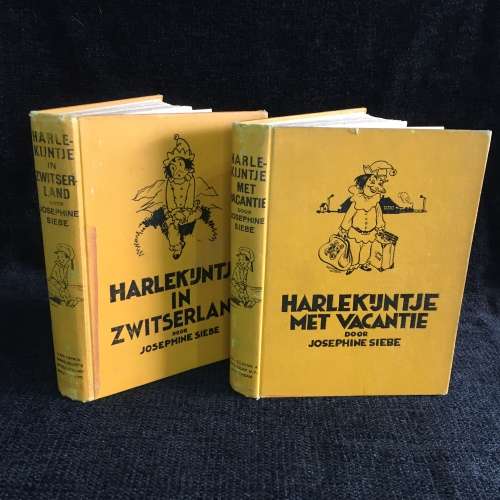 HARLE-
KIJNTJE
IN
ZWITSER-
LAND
DOOR
JOSEPHINE
SIEBE
HARLEKIJNTJE
IN
ZWITSERLAND
DOOR
JOSEPHINE SIEBE
HARLE-
KIJNTJE
MET
VACANTIE
DOOR
JOSEPHINE
SIEBE
HARLEKIJNTJE
MET VACANTIE
DOOR
JOSEPHINE SIEBE